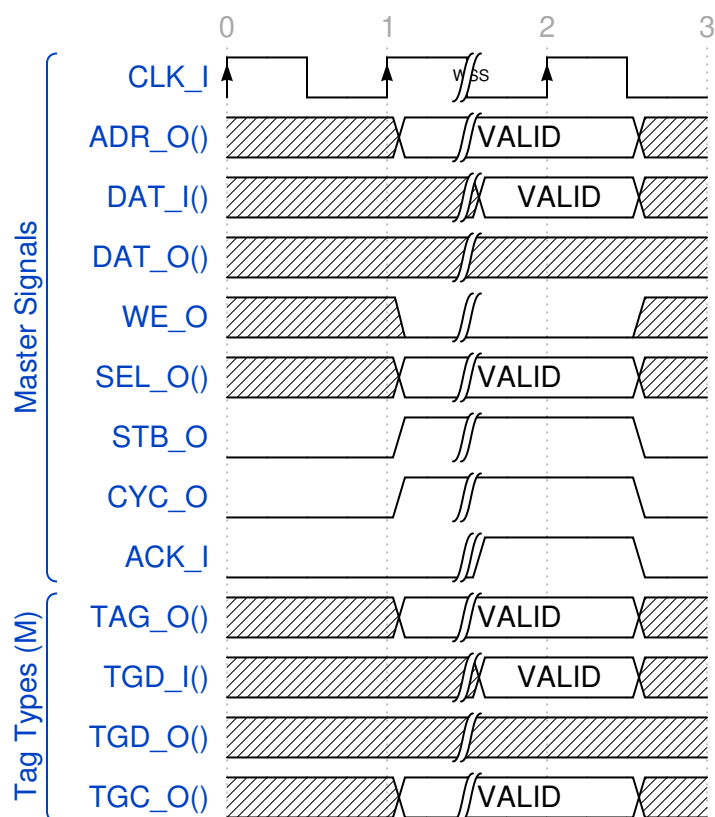 0 1 2 3
CLK_I
WSS
ADR_O() VALID
DAT_I() VALID
DAT_O()
WE_O
SEL_O() VALID
STB_O
CYC_O
ACK_I
Master Signals
TAG_O() VALID
TGD_I() VALID
TGD_O()
TGC_O() VALID
Tag Types (M)